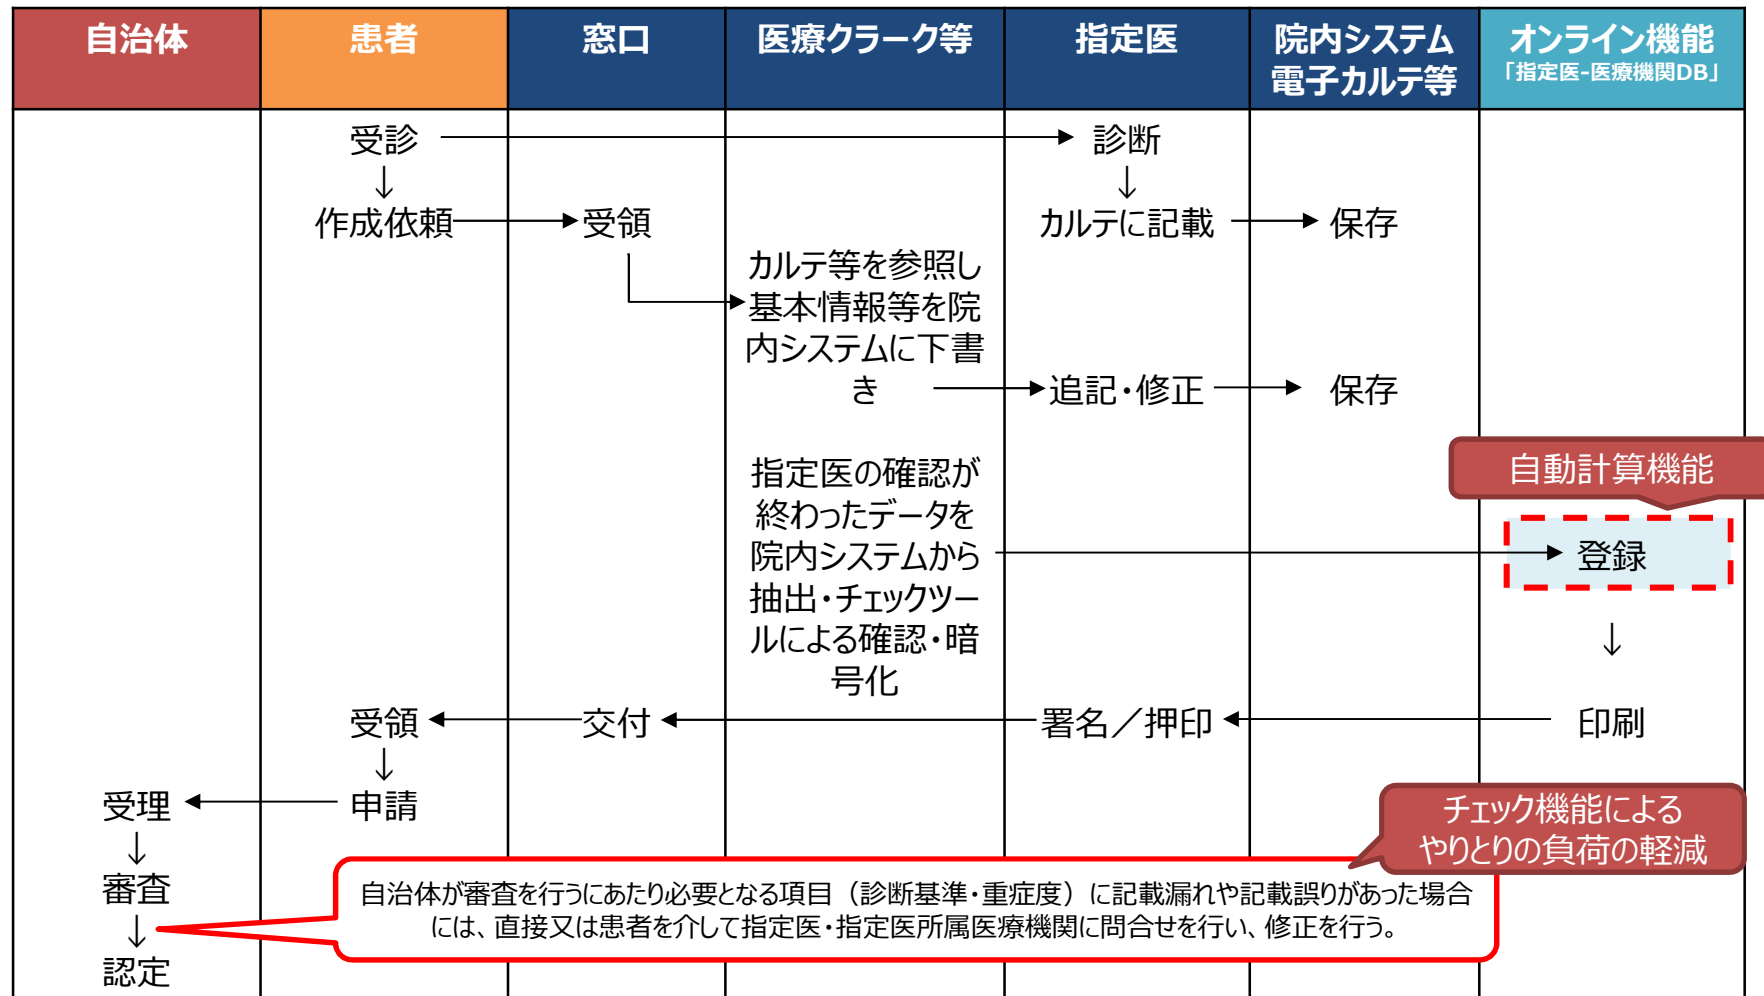 自治体
患者
窓口
医療クラーク等
指定医
院内システム
電子カルテ等
オンライン機能
「指定医-医療機関DB」
受診
診断
↓
↓
作成依頼
受領
カルテに記載
保存
カルテ等を参照し
基本情報等を院
内システムに下書
き
追記・修正
保存
自動計算機能
指定医の確認が
終わったデータを
院内システムから
抽出・チェックツー
ルによる確認・暗
号化
登録
↓
受領
交付
署名／押印
印刷
↓
受理
申請
チェック機能による
やりとりの負荷の軽減
↓
審査
自治体が審査を行うにあたり必要となる項目（診断基準・重症度）に記載漏れや記載誤りがあった場合
には、直接又は患者を介して指定医・指定医所属医療機関に問合せを行い、修正を行う。
↓
認定